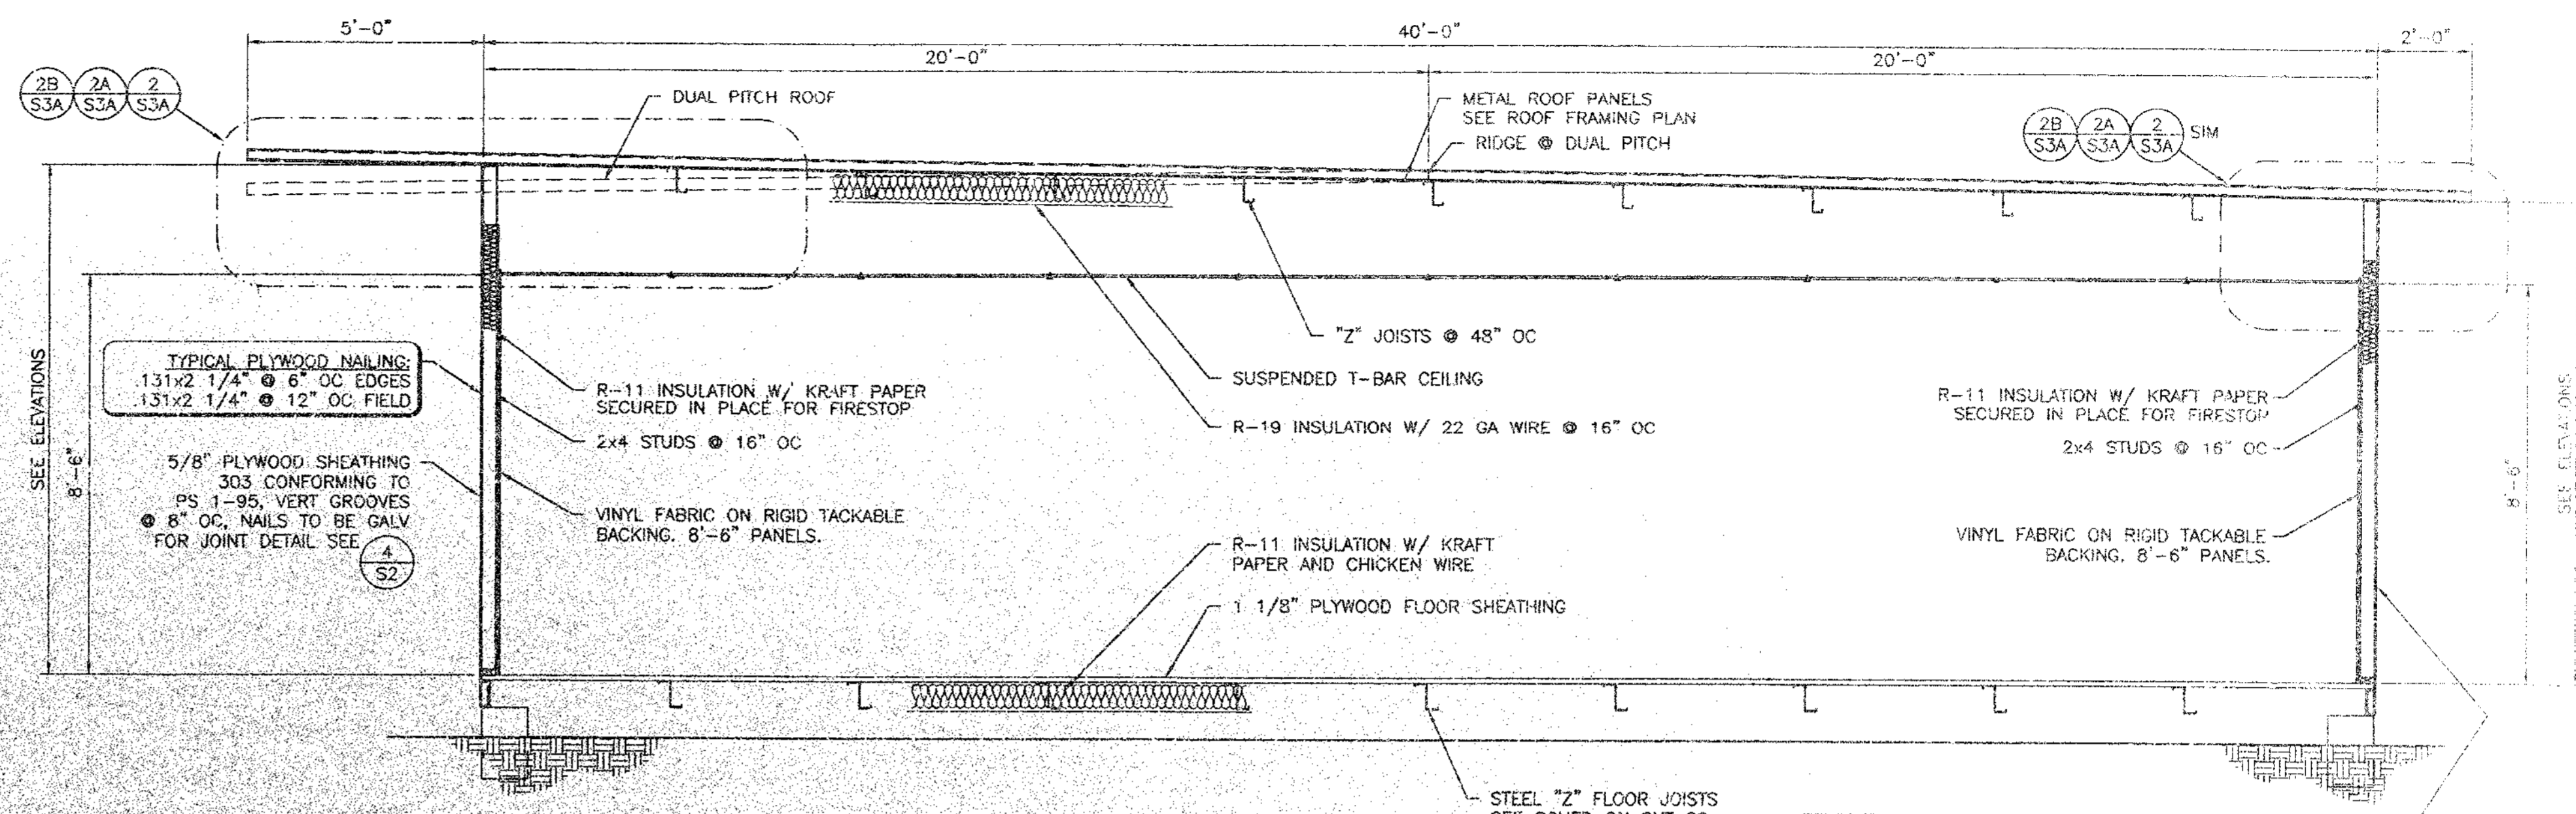 5'-0"
40'-0"
2'-0"
20'-0"
20'-0"
2B
S3A
2A
S3A
2
S3A
DUAL PITCH ROOF
METAL ROOF PANELS
SEE ROOF FRAMING PLAN
RIDGE @ DUAL PITCH
2B
S3A
2A
S3A
2
S3A
SIM
SEE ELEVATIONS
8'-6"
TYPICAL PLYWOOD NAILING:
.131x2 1/4" @ 6" OC EDGES
.131x2 1/4" @ 12" OC FIELD
5/8" PLYWOOD SHEATHING
303 CONFORMING TO
PS 1-95, VERT GROOVES
@ 8" OC, NAILS TO BE GALV
FOR JOINT DETAIL SEE
4
S2
R-11 INSULATION W/ KRAFT PAPER
SECURED IN PLACE FOR FIRESTOP
2x4 STUDS @ 16" OC
VINYL FABRIC ON RIGID TACKABLE
BACKING. 8'-6" PANELS.
"Z" JOISTS @ 48" OC
SUSPENDED T-BAR CEILING
R-19 INSULATION W/ 22 GA WIRE @ 16" OC
R-11 INSULATION W/ KRAFT
PAPER AND CHICKEN WIRE
1 1/8" PLYWOOD FLOOR SHEATHING
R-11 INSULATION W/ KRAFT PAPER
SECURED IN PLACE FOR FIRESTOP
2x4 STUDS @ 16" OC
VINYL FABRIC ON RIGID TACKABLE
BACKING. 8'-6" PANELS.
8'-6"
SEE ELEVATIONS
STEEL "Z" FLOOR JOISTS